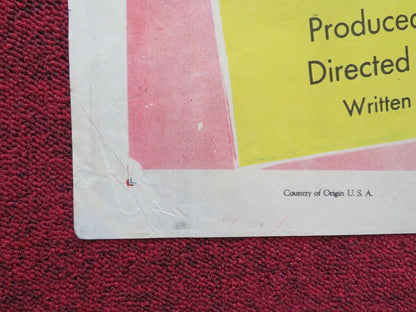 Produced
Directed
Written
Country of Origin U. S. A.